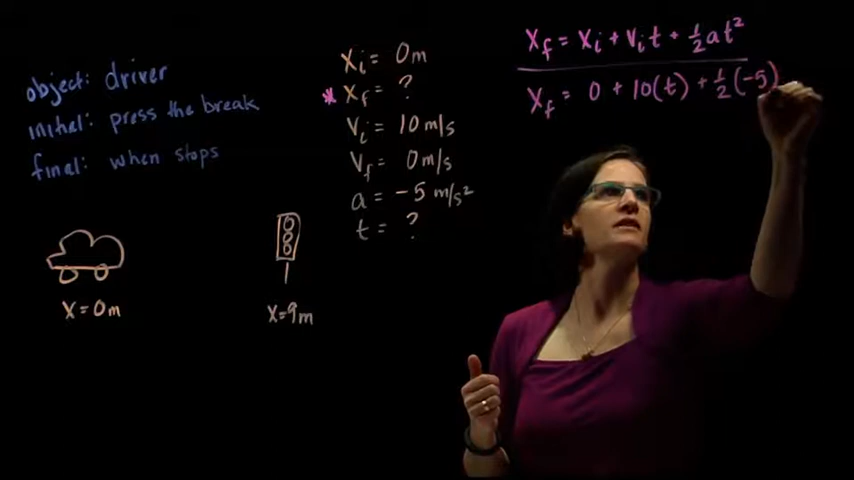 object: driver
initial: press the break
final: when stops
X = 0m
X = 9m
Xi = 0m
* Xf = ?
Vi = 10 m/s
Vf = 0 m/s
a = -5 m/s²
t = ?
Xf = Xi + Vit + ½at²
Xf = 0 + 10(t) + ½(-5)